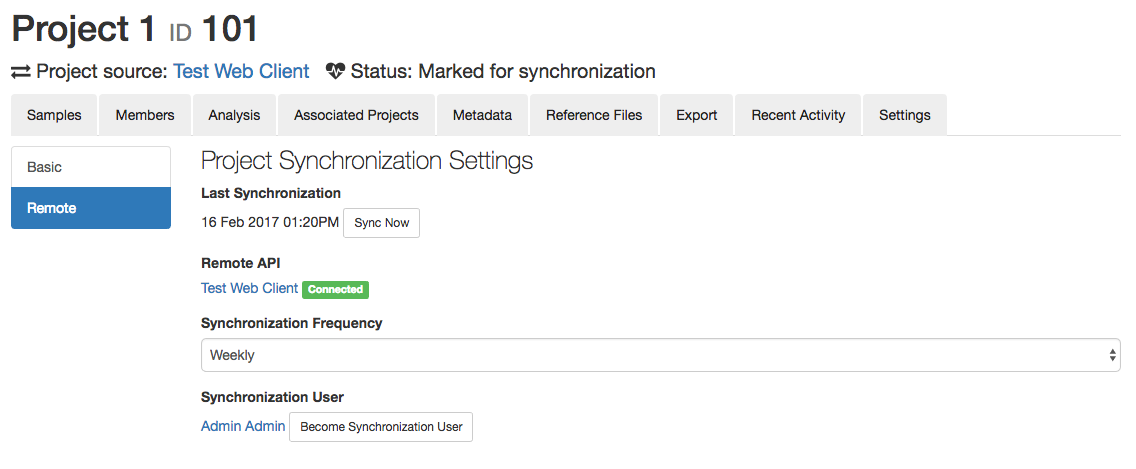 Project 1 ID 101
Project source: Test Web Client Status: Marked for synchronization
Samples Members Analysis Associated Projects Metadata Reference Files Export Recent Activity Settings
Basic
Remote
Project Synchronization Settings
Last Synchronization
16 Feb 2017 01:20PM Sync Now
Remote API
Test Web Client Connected
Synchronization Frequency
Weekly
Synchronization User
Admin Admin Become Synchronization User